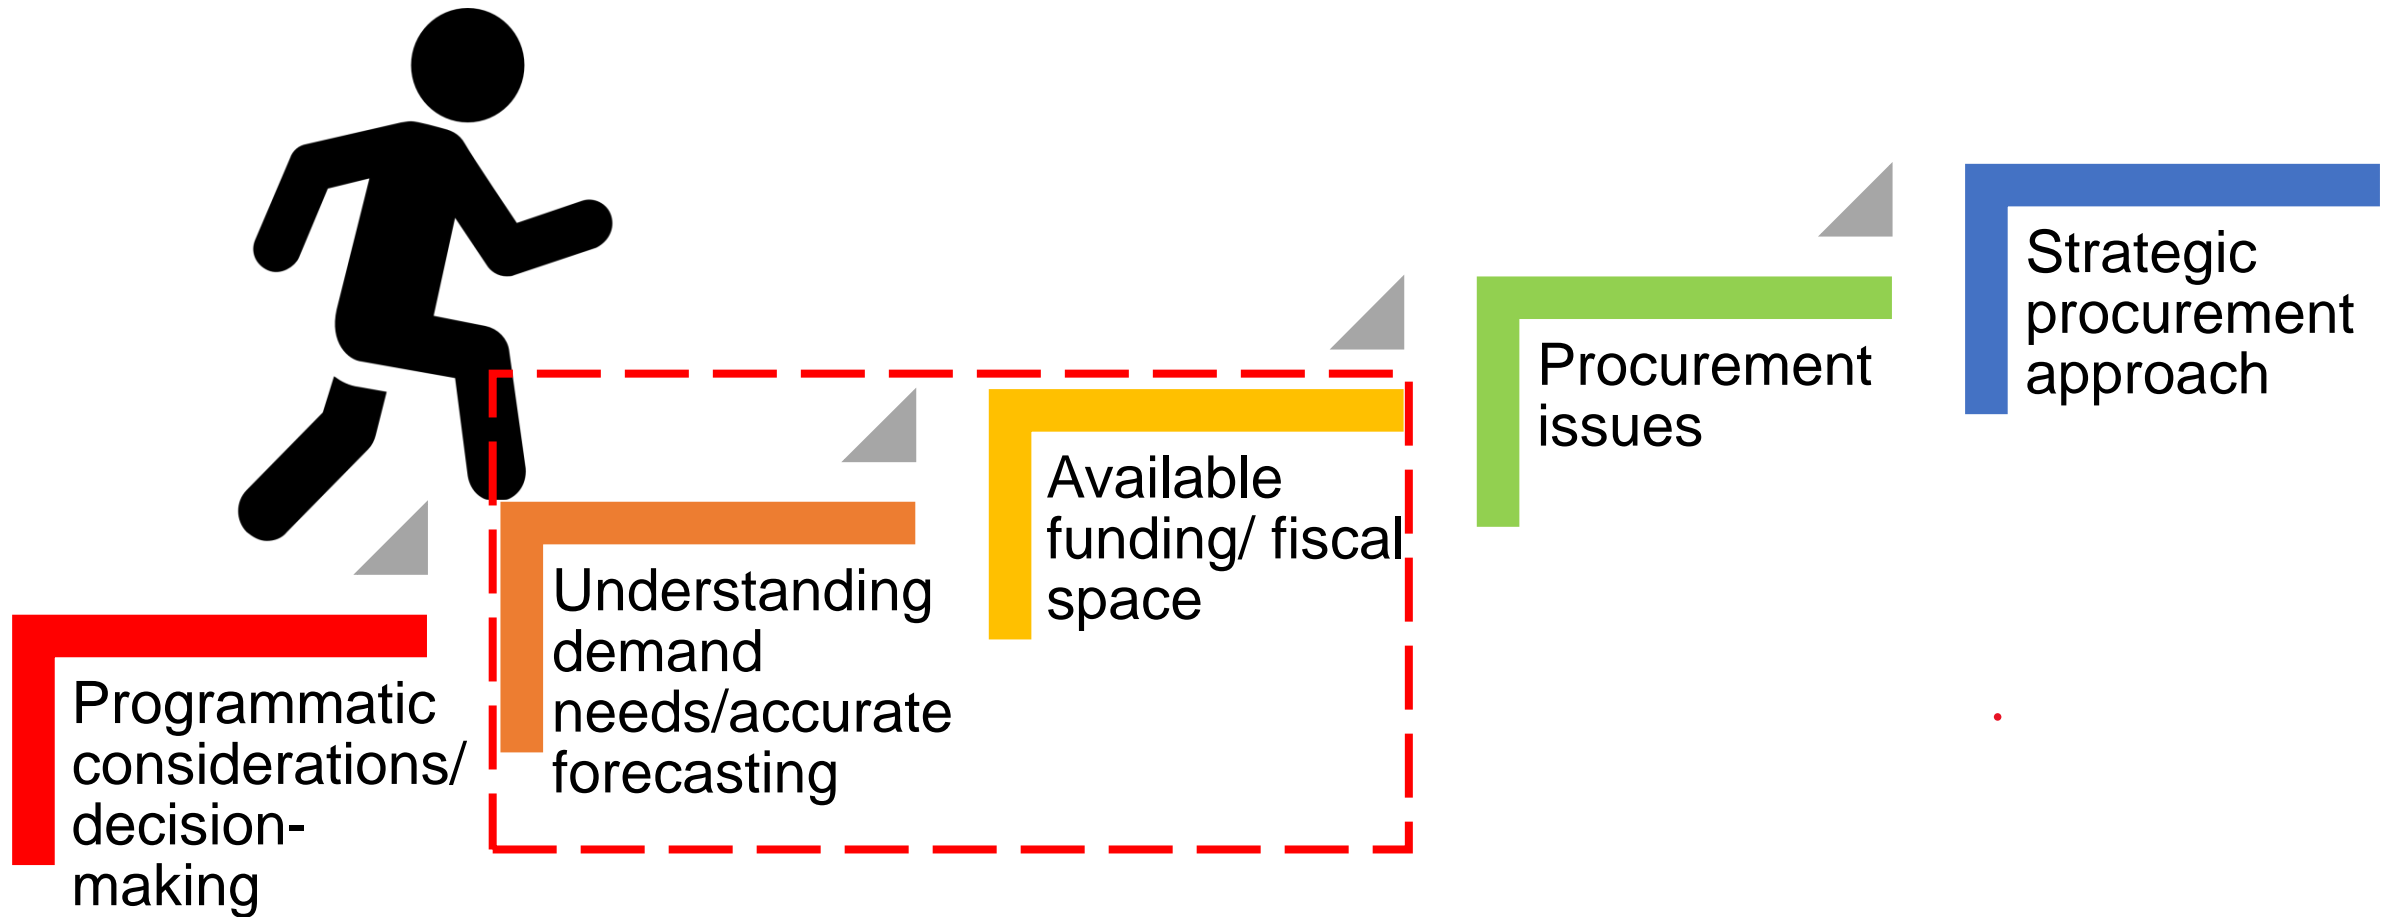 Programmatic
considerations/
decision-
making
Understanding
demand
needs/accurate
forecasting
Available
funding/ fiscal
space
Procurement
issues
Strategic
procurement
approach